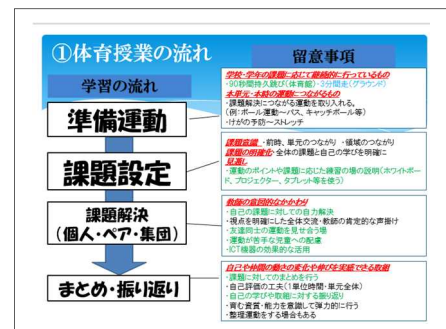 ①体育授業の流れ
留意事項
学習の流れ
準備運動
学校・学年の課題に応じて継続的に行っているもの
・90秒間持久跳び(体育館)・3分間走(グラウンド)
本単元・本時の運動につながるもの
・課題解決につながる運動を取り入れる。
(例:ボール運動～パス、キャッチボール等)
・けがの予防～ストレッチ
課題設定
課題意識・前時、単元のつながり ・領域のつながり
課題の明確化・全体の課題と自己の学びを明確に
見通し
・運動のポイントや課題に応じた練習の場の説明(ホワイトボー
ド、プロジェクター、タブレット等を使う)
課題解決
(個人・ペア・集団)
教師の意図的なかかわり
・自己の課題に対しての自力解決
・視点を明確にした全体交流・教師の肯定的な声掛け
・友達同士の運動を見せ合う場
・運動が苦手な児童への配慮
・ICT機器の効果的な活用
まとめ・振り返り
自己や仲間の動きの変化や伸びを実感できる取組
・課題に対してのまとめを行う
・自己評価の工夫(1単位時間・単元全体)
・自己の学びや取組に対する振り返り
・育む資質・能力を意識して弾力的に行う
・整理運動をする場合もある